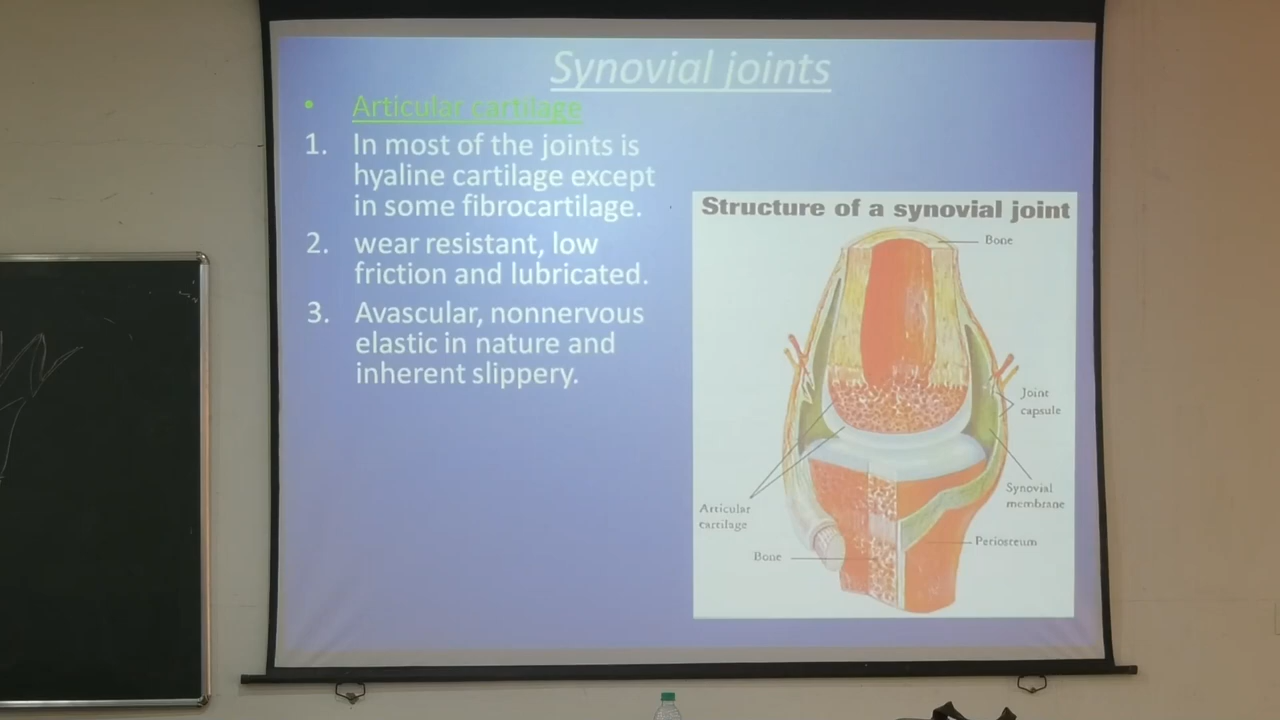 Synovial joints
• Articular cartilage
1. In most of the joints is
hyaline cartilage except
in some fibrocartilage.
2. wear resistant, low
friction and lubricated.
3. Avascular, nonnervous
elastic in nature and
inherent slippery.
Structure of a synovial joint
Bone
Joint
capsule
Synovial
membrane
Articular
cartilage
Periosteum
Bone